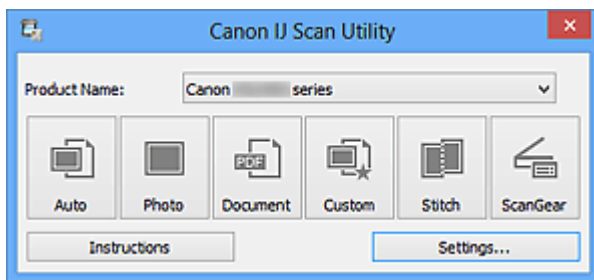 Canon IJ Scan Utility
Product Name: Canon series
PDF
Auto Photo Document Custom Stitch ScanGear
Instructions Settings...